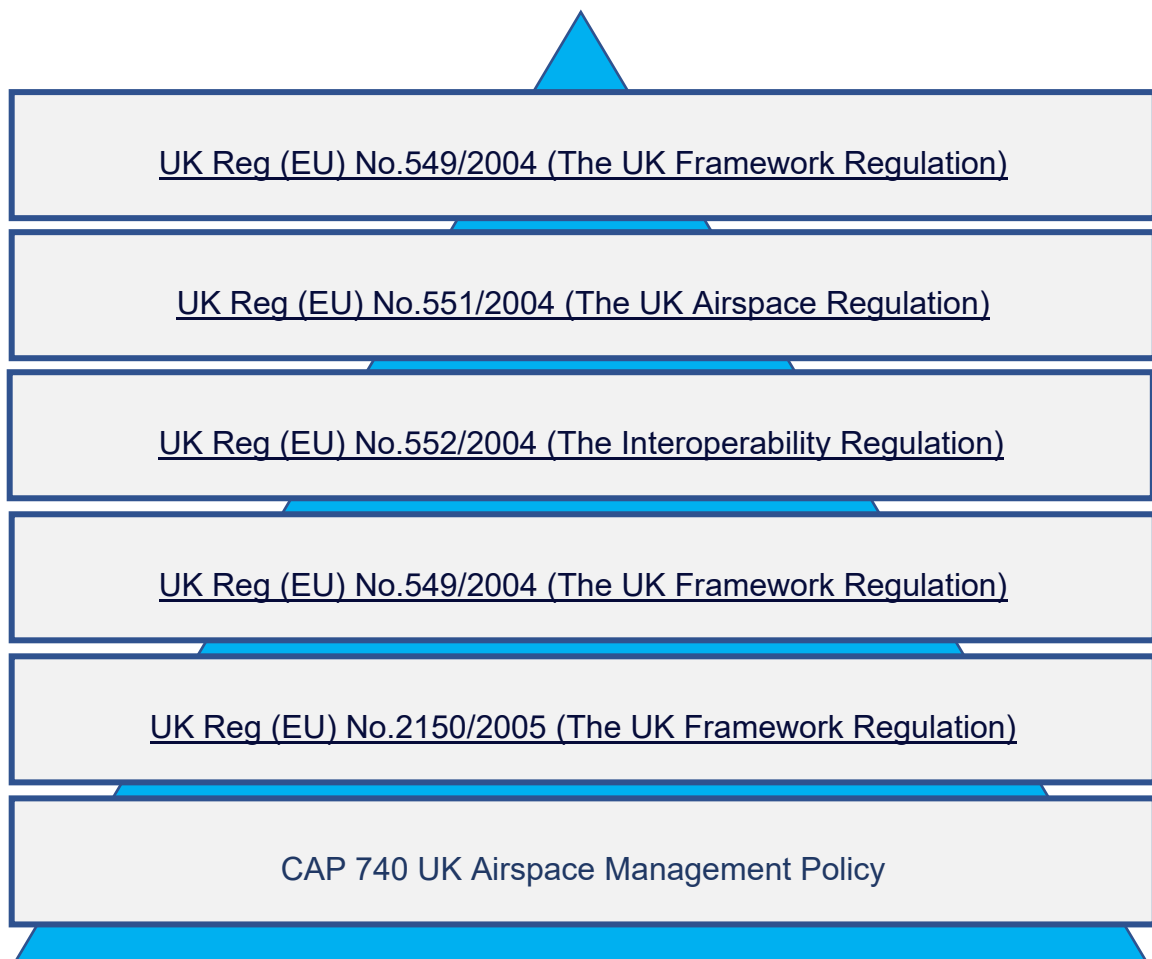 UK Reg (EU) No.549/2004 (The UK Framework Regulation)
UK Reg (EU) No.551/2004 (The UK Airspace Regulation)
UK Reg (EU) No.552/2004 (The Interoperability Regulation)
UK Reg (EU) No.549/2004 (The UK Framework Regulation)
UK Reg (EU) No.2150/2005 (The UK Framework Regulation)
CAP 740 UK Airspace Management Policy